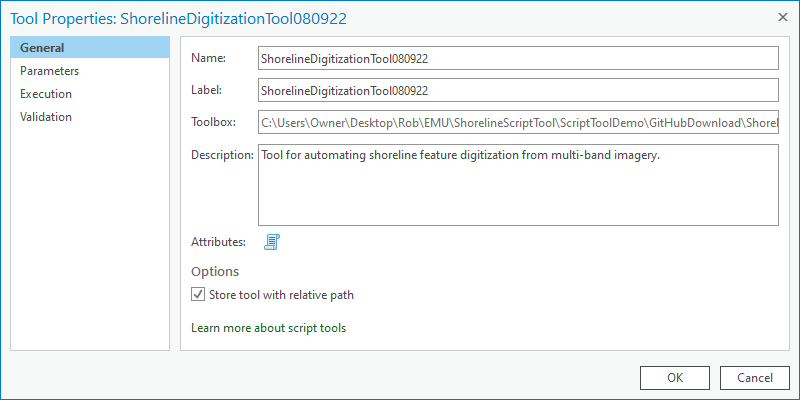 Tool Properties: ShorelineDigitizationTool080922
General
Parameters
Execution
Validation
Name: ShorelineDigitizationTool080922
Label: ShorelineDigitizationTool080922
Toolbox: C:\Users\Owner\Desktop\Rob\EMU\ShorelineScriptTool\ScriptToolDemo\GitHubDownload\Shorel
Description: Tool for automating shoreline feature digitization from multi-band imagery.
Attributes:
Options
Store tool with relative path
Learn more about script tools
OK Cancel